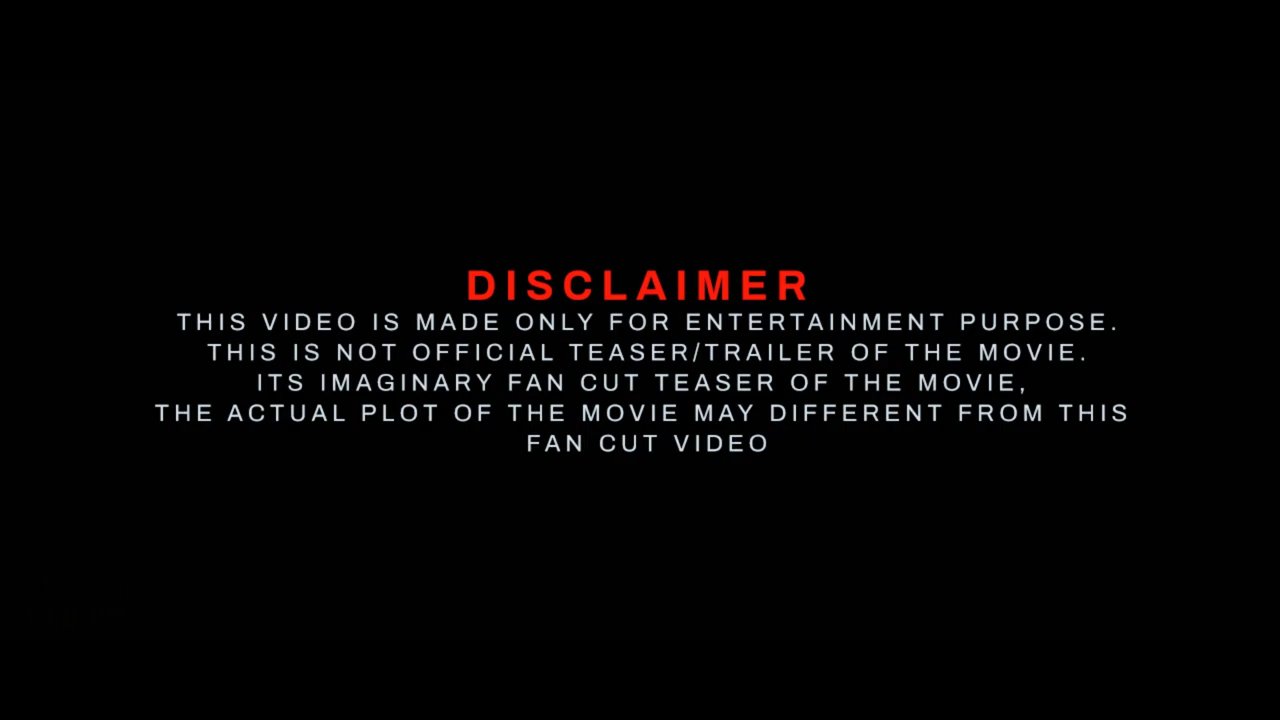 DISCLAIMER
THIS VIDEO IS MADE ONLY FOR ENTERTAINMENT PURPOSE.
THIS IS NOT OFFICIAL TEASER/TRAILER OF THE MOVIE.
ITS IMAGINARY FAN CUT TEASER OF THE MOVIE,
THE ACTUAL PLOT OF THE MOVIE MAY DIFFERENT FROM THIS
FAN CUT VIDEO